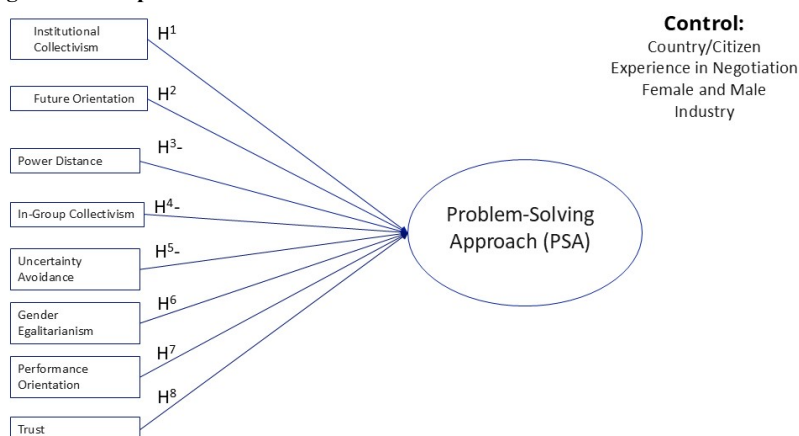 Institutional
Collectivism
H1
Future Orientation
H2
Power Distance
H3-
In-Group Collectivism
H4-
Uncertainty
Avoidance
H5-
Gender
Egalitarianism
H6
Performance
Orientation
H7
Trust
H8
Problem-Solving
Approach (PSA)
Control:
Country/Citizen
Experience in Negotiation
Female and Male
Industry